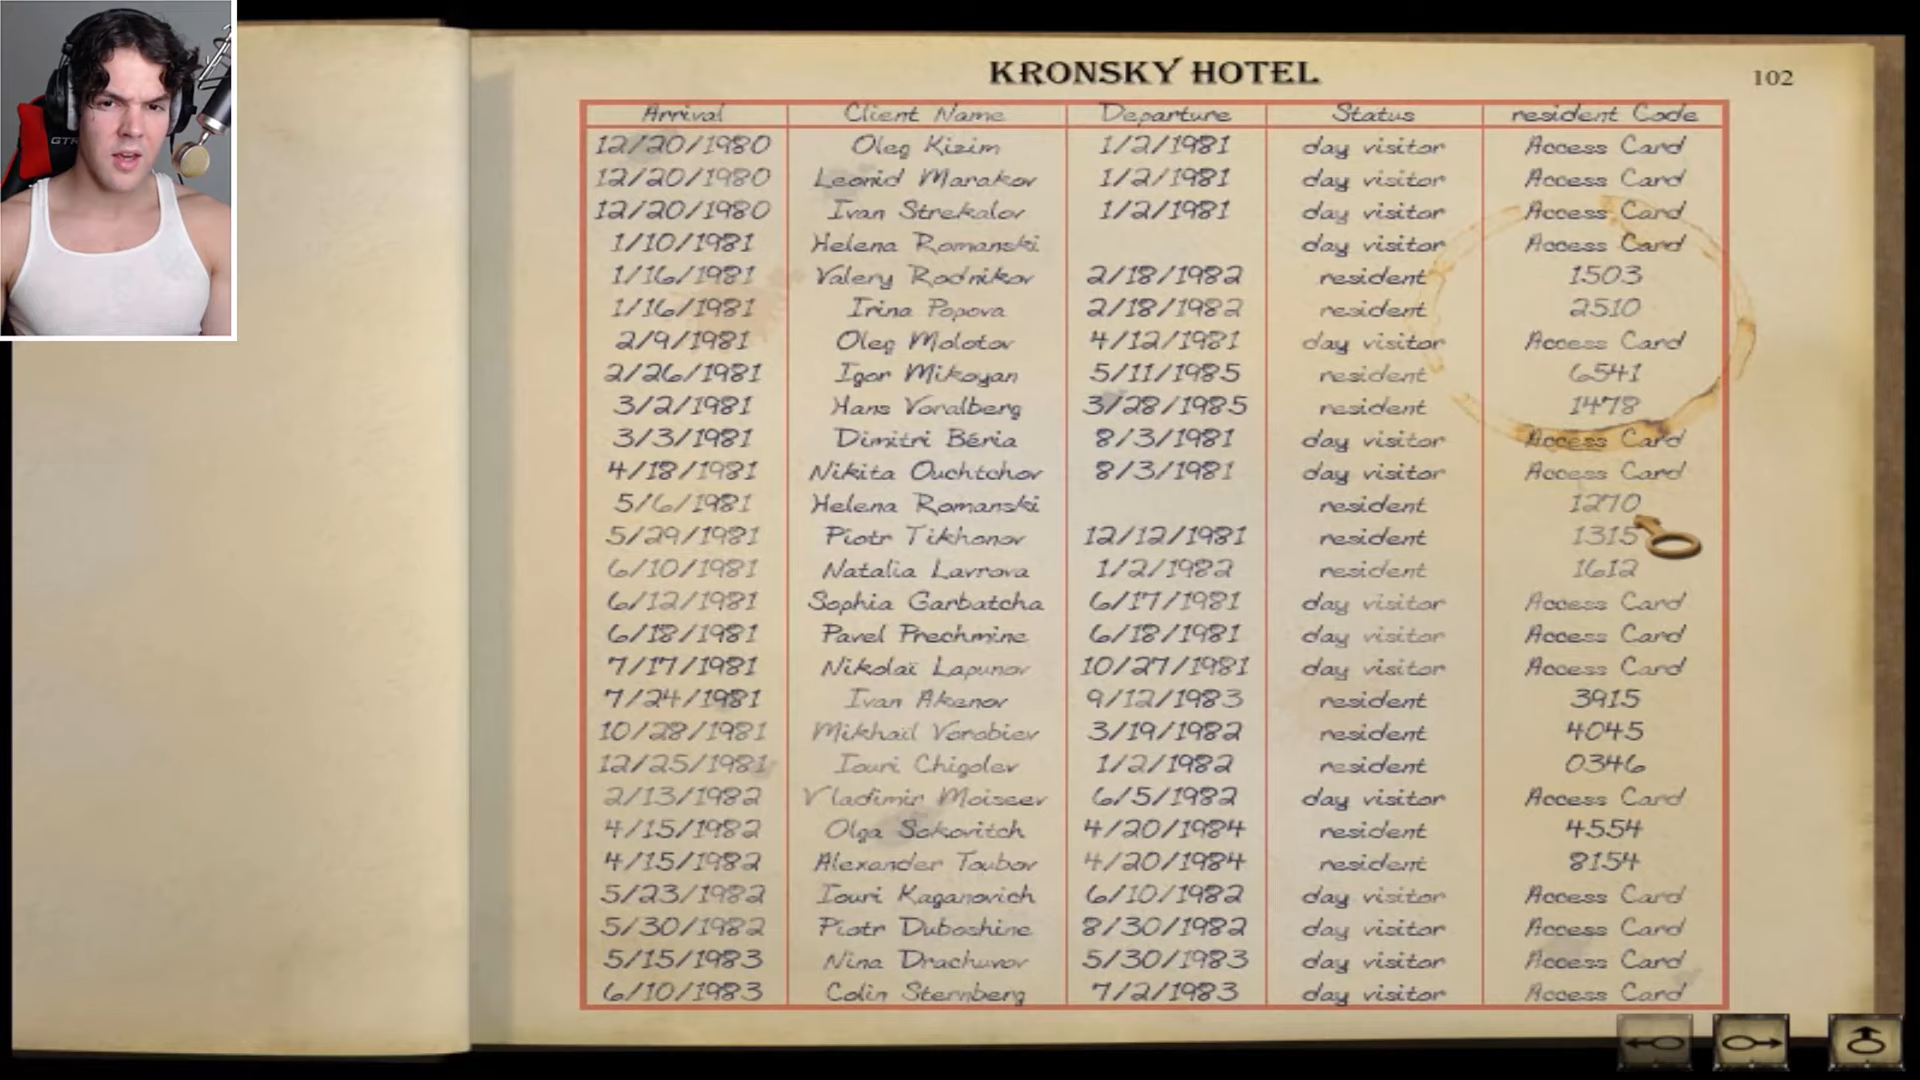 KRONSKY HOTEL
102
Arrival Client Name Departure Status resident Code
12/20/1980 Oleg Kizim 1/2/1981 day visitor Access Card
12/20/1980 Leonid Marakov 1/2/1981 day visitor Access Card
12/20/1980 Ivan Strekalov 1/2/1981 day visitor Access Card
1/10/1981 Helena Romanski day visitor Access Card
1/16/1981 Valery Rodnikov 2/18/1982 resident 1503
1/16/1981 Irina Popova 2/18/1982 resident 2510
2/9/1981 Oleg Molotov 4/12/1981 day visitor Access Card
2/26/1981 Igor Mikoyan 5/11/1985 resident 6541
3/2/1981 Hans Voralberg 3/28/1985 resident 1478
3/3/1981 Dimitri Béria 8/3/1981 day visitor Access Card
4/18/1981 Nikita Ouchtchov 8/3/1981 day visitor Access Card
5/6/1981 Helena Romanski resident 1270
5/29/1981 Piotr Tikhonov 12/12/1981 resident 1315
6/10/1981 Natalia Lavrova 1/2/1982 resident 1612
6/12/1981 Sophia Garbatcha 6/17/1981 day visitor Access Card
6/18/1981 Pavel Prechmine 6/18/1981 day visitor Access Card
7/17/1981 Nikolaï Lapunov 10/27/1981 day visitor Access Card
7/24/1981 Ivan Akenov 9/12/1983 resident 3915
10/28/1981 Mikhaïl Vorobiev 3/19/1982 resident 4045
12/25/1981 Iouri Chigolev 1/2/1982 resident 0346
2/13/1982 Vladimir Moiseev 6/5/1982 day visitor Access Card
4/15/1982 Olga Sokovitch 4/20/1984 resident 4554
4/15/1982 Alexander Toubov 4/20/1984 resident 8154
5/23/1982 Iouri Kaganovich 6/10/1982 day visitor Access Card
5/30/1982 Piotr Duboshine 8/30/1982 day visitor Access Card
5/15/1983 Nina Drachuvov 5/30/1983 day visitor Access Card
6/10/1983 Colin Sternberg 7/2/1983 day visitor Access Card